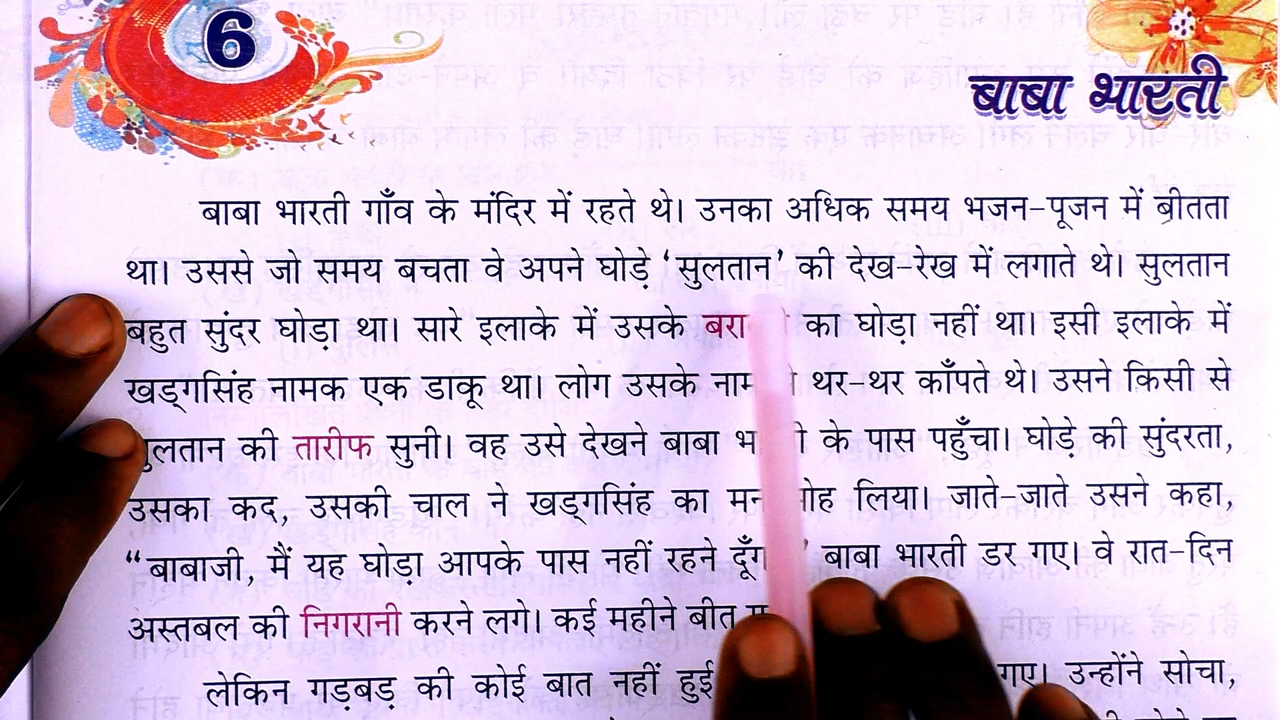 6
बाबा भारती
बाबा भारती गाँव के मंदिर में रहते थे। उनका अधिक समय भजन-पूजन में बीतता
था। उससे जो समय बचता वे अपने घोड़े ‘सुलतान’ की देख-रेख में लगाते थे। सुलतान
बहुत सुंदर घोड़ा था। सारे इलाके में उसके का घोड़ा नहीं था। इसी इलाके में
खड्गसिंह नामक एक डाकू था। लोग उसके नाम थर-थर काँपते थे। उसने किसी से
सुलतान की तारीफ सुनी। वह उसे देखने बाबा के पास पहुँचा। घोड़े की सुंदरता,
उसका कद, उसकी चाल ने खड्गसिंह का मन मोह लिया। जाते-जाते उसने कहा,
“बाबाजी, मैं यह घोड़ा आपके पास नहीं रहने बाबा भारती डर गए। वे रात-दिन
अस्तबल की निगरानी करने लगे। कई महीने बीत
लेकिन गड़बड़ की कोई बात नहीं हुई गए। उन्होंने सोचा,